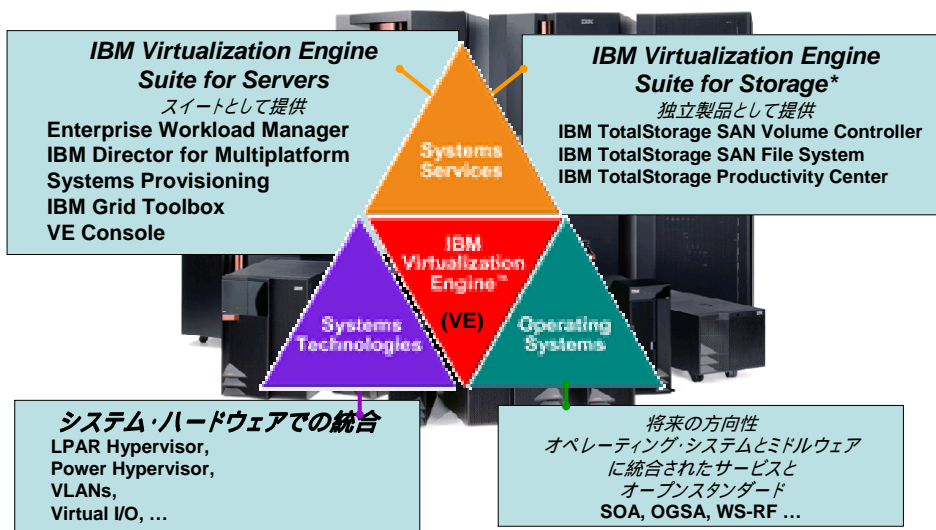 IBM Virtualization Engine
Suite for Servers
スイートとして提供
Enterprise Workload Manager
IBM Director for Multiplatform
Systems Provisioning
IBM Grid Toolbox
VE Console
IBM Virtualization Engine
Suite for Storage*
独立製品として提供
IBM TotalStorage SAN Volume Controller
IBM TotalStorage SAN File System
IBM TotalStorage Productivity Center
Systems
Services
IBM
Virtualization
Engine™
(VE)
Systems
Technologies
Operating
Systems
システム・ハードウェアでの統合
LPAR Hypervisor,
Power Hypervisor,
VLANs,
Virtual I/O, …
将来の方向性
オペレーティング・システムとミドルウェア
に統合されたサービスと
オープンスタンダード
SOA, OGSA, WS-RF …